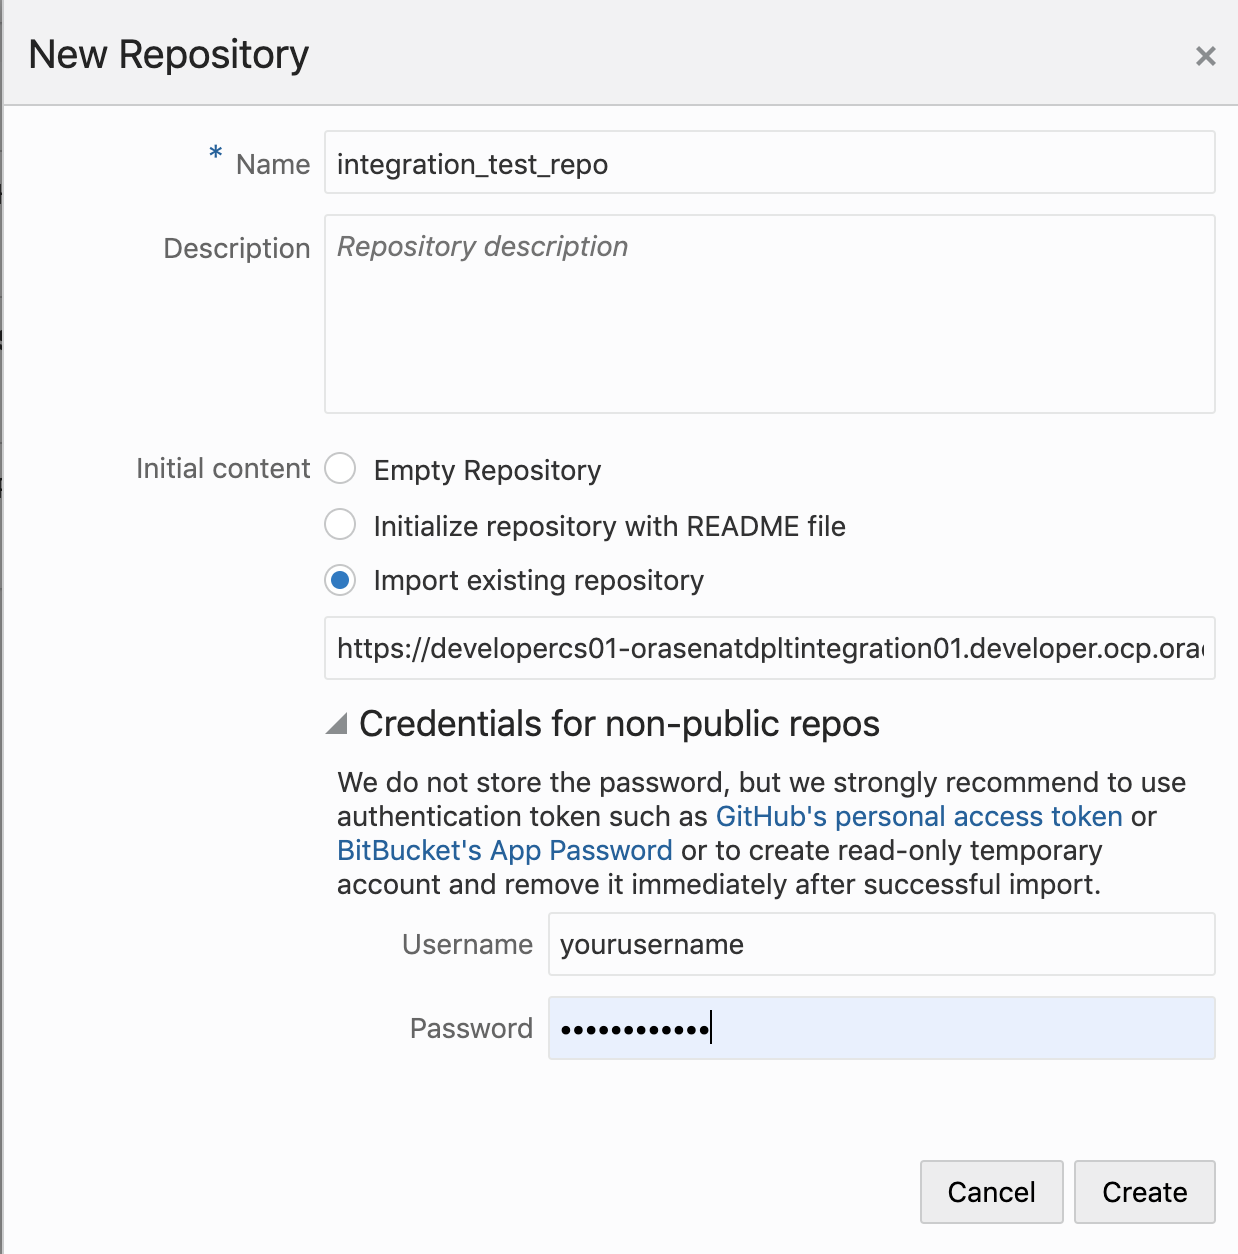 New Repository
×
* Name
integration_test_repo
Description
Repository description
Initial content
Empty Repository
Initialize repository with README file
Import existing repository
https://developercs01-orasenatdpltintegration01.developer.ocp.ora
Credentials for non-public repos
We do not store the password, but we strongly recommend to use
authentication token such as GitHub's personal access token or
BitBucket's App Password or to create read-only temporary
account and remove it immediately after successful import.
Username
yourusername
Password
••••••••••••
Cancel
Create